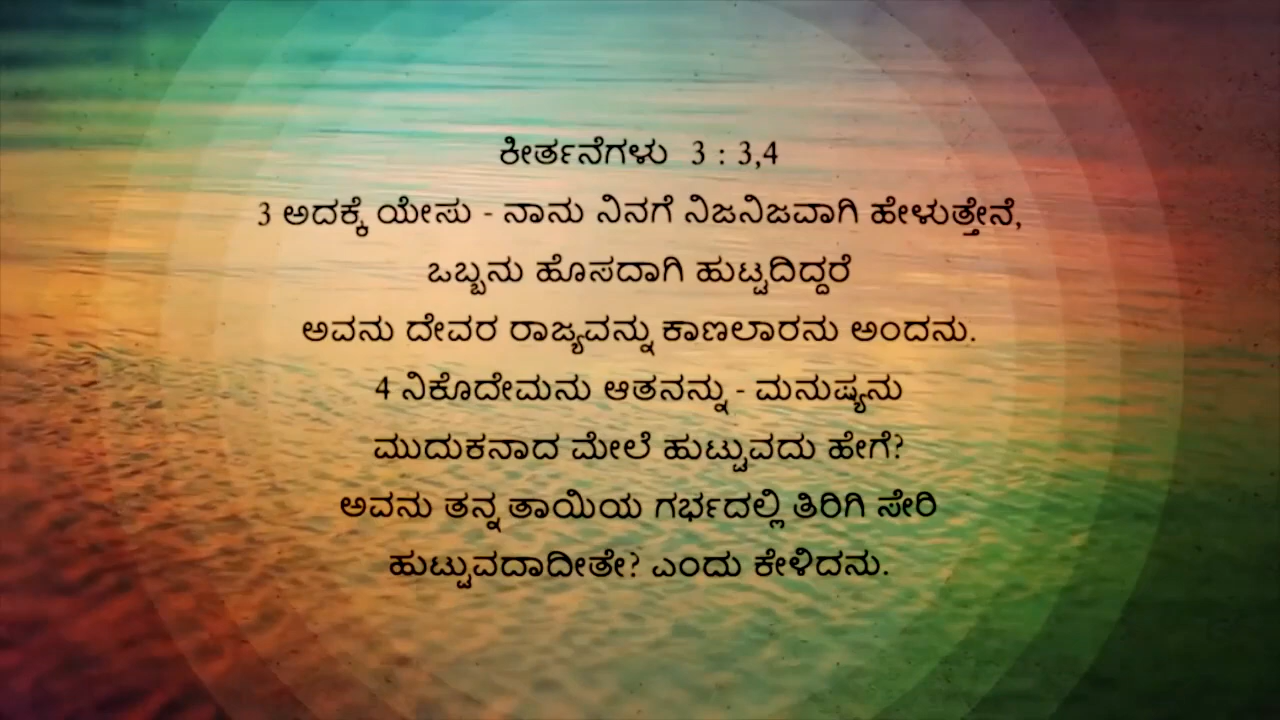 ಕೀರ್ತನೆಗಳು 3 : 3,4
3 ಅದಕ್ಕೆ ಯೇಸು - ನಾನು ನಿನಗೆ ನಿಜನಿಜವಾಗಿ ಹೇಳುತ್ತೇನೆ,
ಒಬ್ಬನು ಹೊಸದಾಗಿ ಹುಟ್ಟದಿದ್ದರೆ
ಅವನು ದೇವರ ರಾಜ್ಯವನ್ನು ಕಾಣಲಾರನು ಅಂದನು.
4 ನಿಕೊದೇಮನು ಆತನನ್ನು - ಮನುಷ್ಯನು
ಮುದುಕನಾದ ಮೇಲೆ ಹುಟ್ಟುವದು ಹೇಗೆ?
ಅವನು ತನ್ನ ತಾಯಿಯ ಗರ್ಭದಲ್ಲಿ ತಿರಿಗಿ ಸೇರಿ
ಹುಟ್ಟುವದಾದೀತೇ? ಎಂದು ಕೇಳಿದನು.